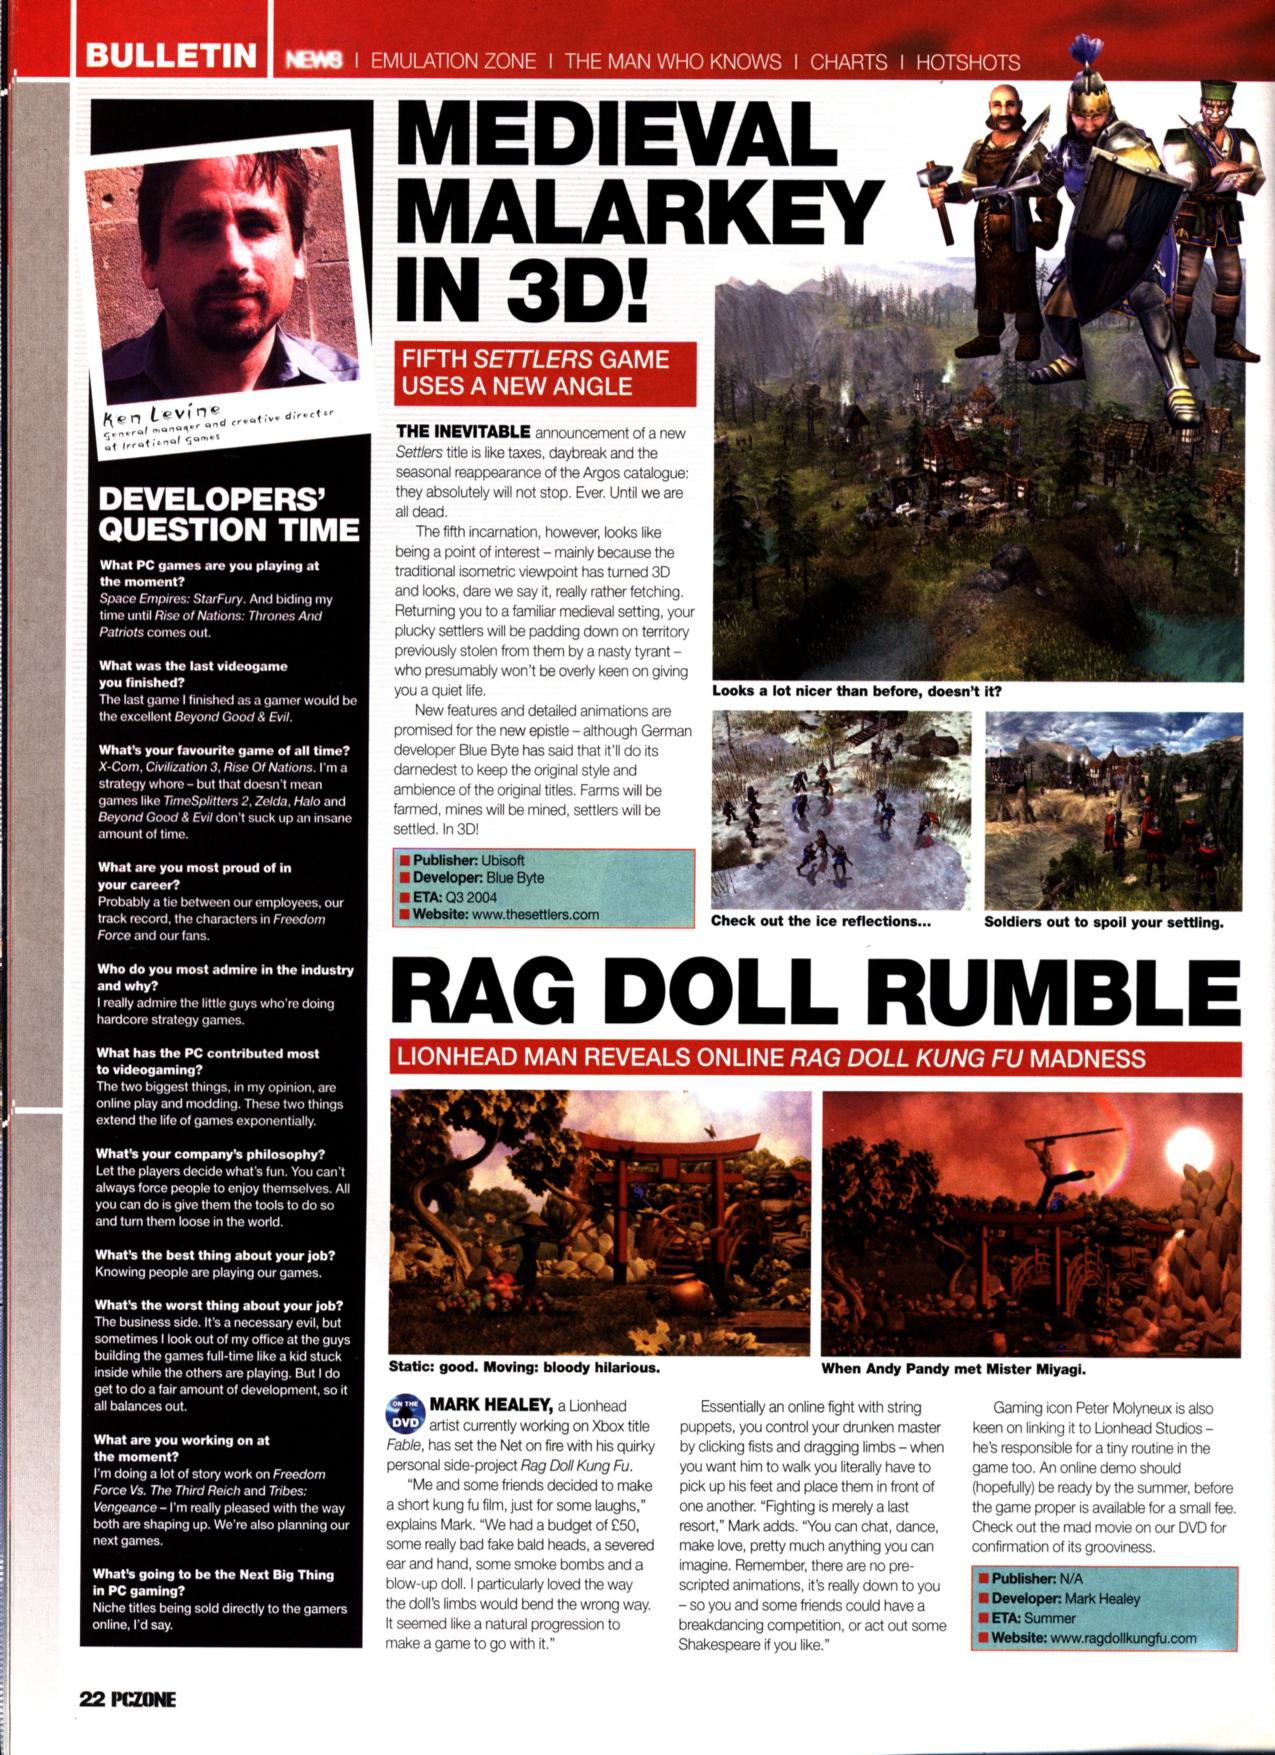 BULLETIN
NEWS | EMULATION ZONE | THE MAN WHO KNOWS | CHARTS | HOTSHOTS
Ken Levine
General manager and creative director
at Irrational Games
DEVELOPERS'
QUESTION TIME
What PC games are you playing at
the moment?
Space Empires: StarFury. And biding my
time until Rise of Nations: Thrones And
Patriots comes out.
What was the last videogame
you finished?
The last game I finished as a gamer would be
the excellent Beyond Good & Evil.
What's your favourite game of all time?
X-Com, Civilization 3, Rise Of Nations. I'm a
strategy whore – but that doesn't mean
games like TimeSplitters 2, Zelda, Halo and
Beyond Good & Evil don't suck up an insane
amount of time.
What are you most proud of in
your career?
Probably a tie between our employees, our
track record, the characters in Freedom
Force and our fans.
Who do you most admire in the industry
and why?
I really admire the little guys who're doing
hardcore strategy games.
What has the PC contributed most
to videogaming?
The two biggest things, in my opinion, are
online play and modding. These two things
extend the life of games exponentially.
What's your company's philosophy?
Let the players decide what's fun. You can't
always force people to enjoy themselves. All
you can do is give them the tools to do so
and turn them loose in the world.
What's the best thing about your job?
Knowing people are playing our games.
What's the worst thing about your job?
The business side. It's a necessary evil, but
sometimes I look out of my office at the guys
building the games full-time like a kid stuck
inside while the others are playing. But I do
get to do a fair amount of development, so it
all balances out.
What are you working on at
the moment?
I'm doing a lot of story work on Freedom
Force Vs. The Third Reich and Tribes:
Vengeance – I'm really pleased with the way
both are shaping up. We're also planning our
next games.
What's going to be the Next Big Thing
in PC gaming?
Niche titles being sold directly to the gamers
online, I'd say.
MEDIEVAL
MALARKEY
IN 3D!
FIFTH SETTLERS GAME
USES A NEW ANGLE
THE INEVITABLE announcement of a new
Settlers title is like taxes, daybreak and the
seasonal reappearance of the Argos catalogue:
they absolutely will not stop. Ever. Until we are
all dead.
The fifth incarnation, however, looks like
being a point of interest – mainly because the
traditional isometric viewpoint has turned 3D
and looks, dare we say it, really rather fetching.
Returning you to a familiar medieval setting, your
plucky settlers will be padding down on territory
previously stolen from them by a nasty tyrant –
who presumably won't be overly keen on giving
you a quiet life.
New features and detailed animations are
promised for the new epistle – although German
developer Blue Byte has said that it'll do its
darnedest to keep the original style and
ambience of the original titles. Farms will be
farmed, mines will be mined, settlers will be
settled. In 3D!
Publisher: Ubisoft
Developer: Blue Byte
ETA: Q3 2004
Website: www.thesettlers.com
Looks a lot nicer than before, doesn't it?
Check out the ice reflections...
Soldiers out to spoil your settling.
RAG DOLL RUMBLE
LIONHEAD MAN REVEALS ONLINE RAG DOLL KUNG FU MADNESS
Static: good. Moving: bloody hilarious.
When Andy Pandy met Mister Miyagi.
ON THE
DVD
MARK HEALEY, a Lionhead
artist currently working on Xbox title
Fable, has set the Net on fire with his quirky
personal side-project Rag Doll Kung Fu.
"Me and some friends decided to make
a short kung fu film, just for some laughs,"
explains Mark. "We had a budget of £50,
some really bad fake bald heads, a severed
ear and hand, some smoke bombs and a
blow-up doll. I particularly loved the way
the doll's limbs would bend the wrong way.
It seemed like a natural progression to
make a game to go with it."
Essentially an online fight with string
puppets, you control your drunken master
by clicking fists and dragging limbs – when
you want him to walk you literally have to
pick up his feet and place them in front of
one another. "Fighting is merely a last
resort," Mark adds. "You can chat, dance,
make love, pretty much anything you can
imagine. Remember, there are no pre-
scripted animations, it's really down to you
– so you and some friends could have a
breakdancing competition, or act out some
Shakespeare if you like."
Gaming icon Peter Molyneux is also
keen on linking it to Lionhead Studios –
he's responsible for a tiny routine in the
game too. An online demo should
(hopefully) be ready by the summer, before
the game proper is available for a small fee.
Check out the mad movie on our DVD for
confirmation of its grooviness.
Publisher: N/A
Developer: Mark Healey
ETA: Summer
Website: www.ragdollkungfu.com
22 PCZONE